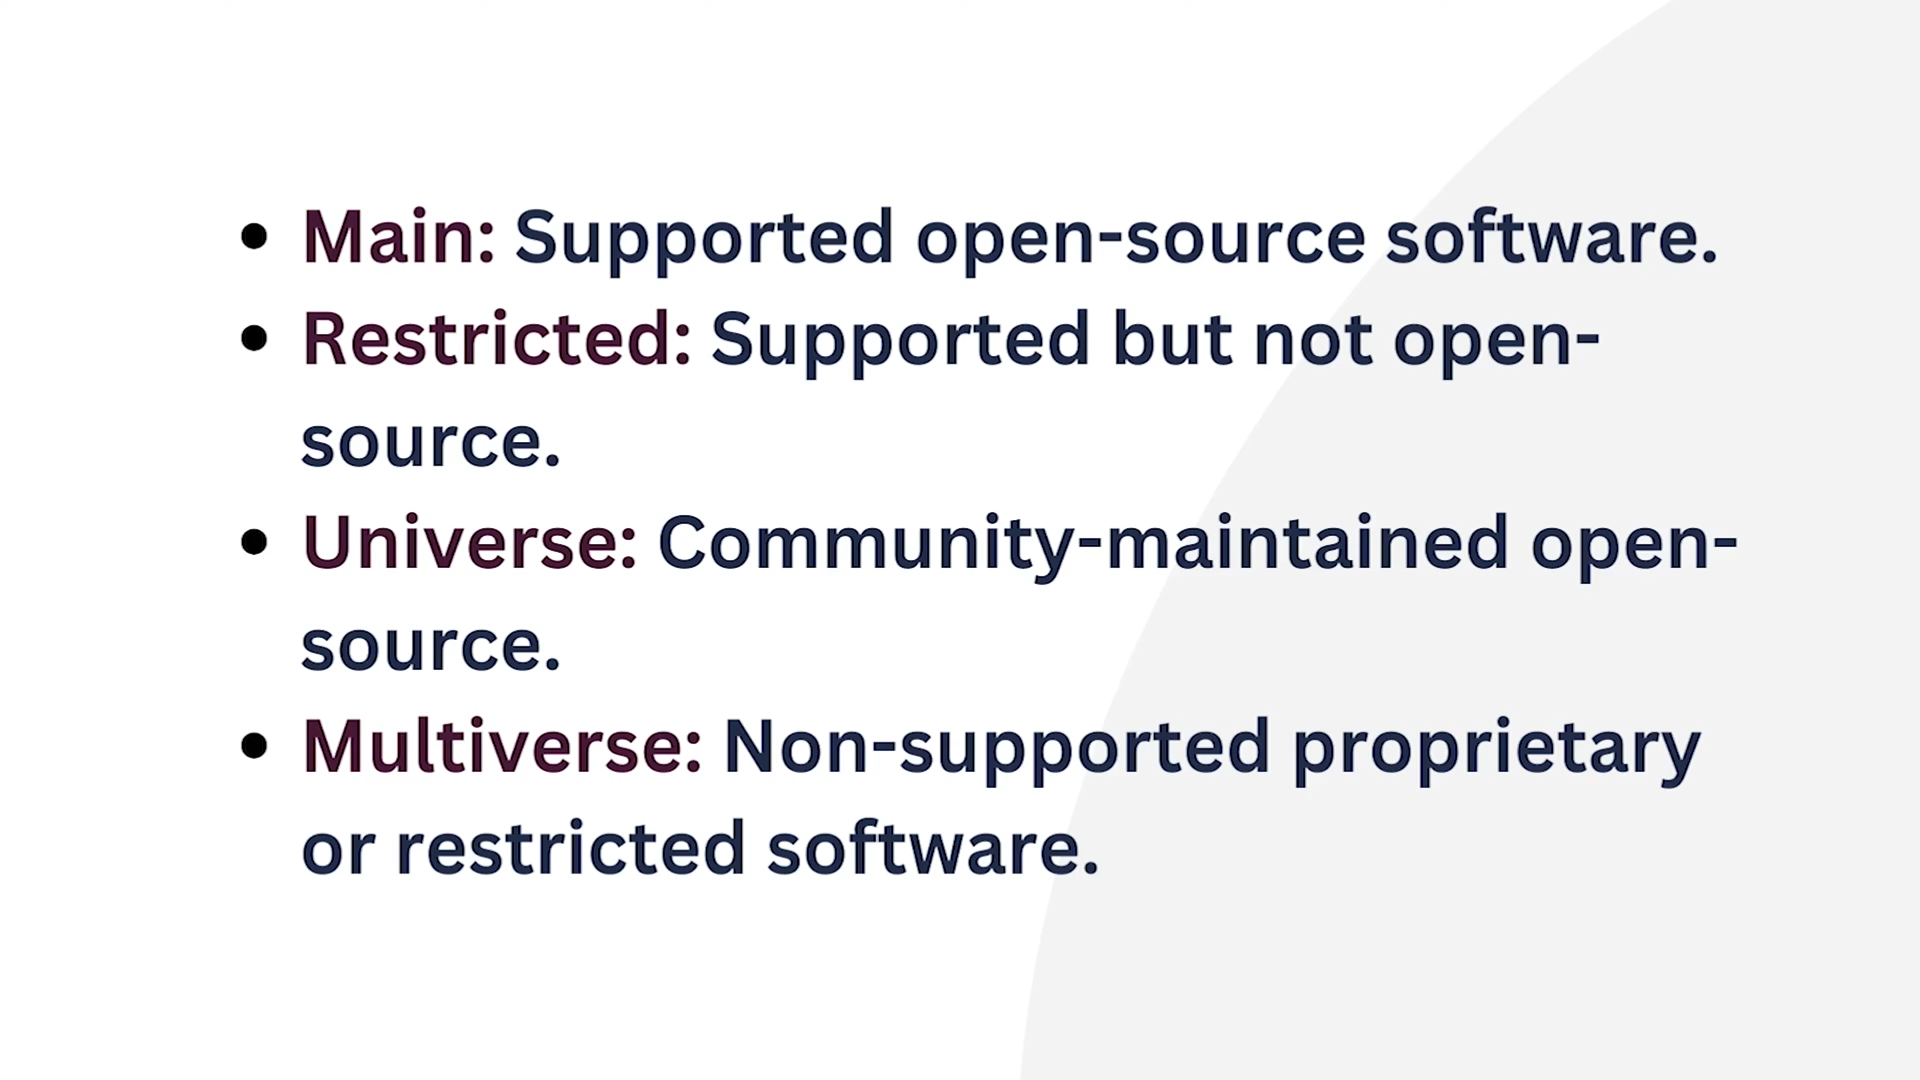 • Main: Supported open-source software.
• Restricted: Supported but not open-
source.
• Universe: Community-maintained open-
source.
• Multiverse: Non-supported proprietary
or restricted software.